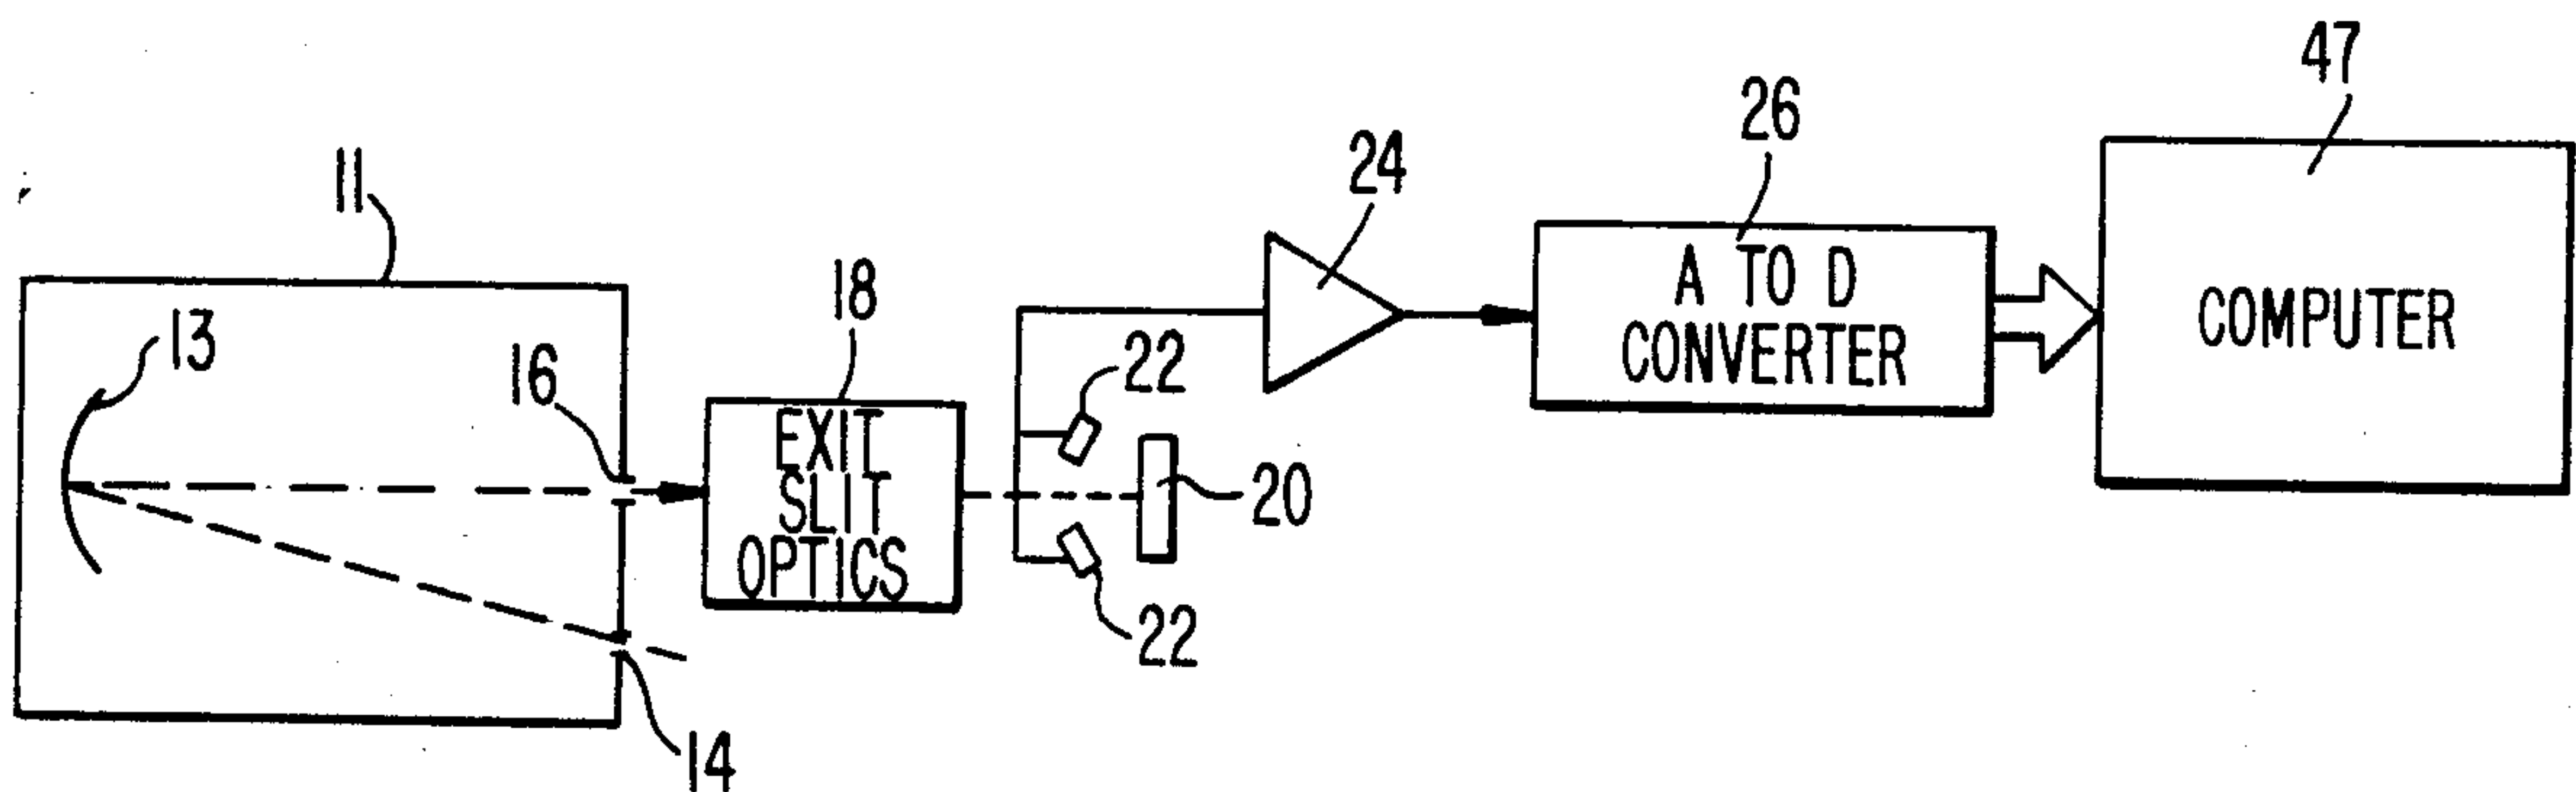 47
26
24
11
A TO D
CONVERTER
COMPUTER
18
13
16
22
EXIT
SLIT
OPTICS
20
22
14